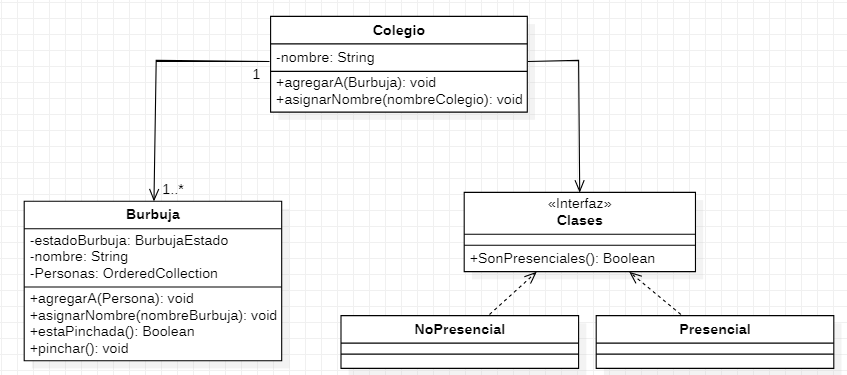 Colegio
-nombre: String
+agregarA(Burbuja): void
+asignarNombre(nombreColegio): void
1
1..*
Burbuja
-estadoBurbuja: BurbujaEstado
-nombre: String
-Personas: OrderedCollection
+agregarA(Persona): void
+asignarNombre(nombreBurbuja): void
+estaPinchada(): Boolean
+pinchar(): void
«Interfaz»
Clases
+SonPresenciales(): Boolean
NoPresencial
Presencial